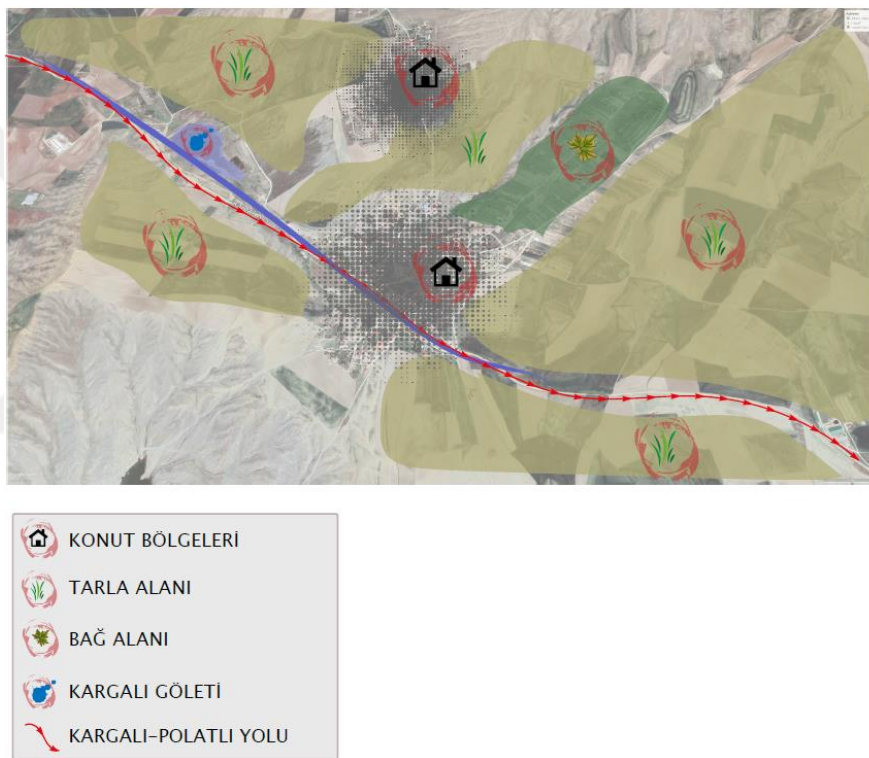 KONUT BÖLGELERİ
TARLA ALANI
BAĞ ALANI
KARGALI GÖLETİ
KARGALI-POLATLI YOLU